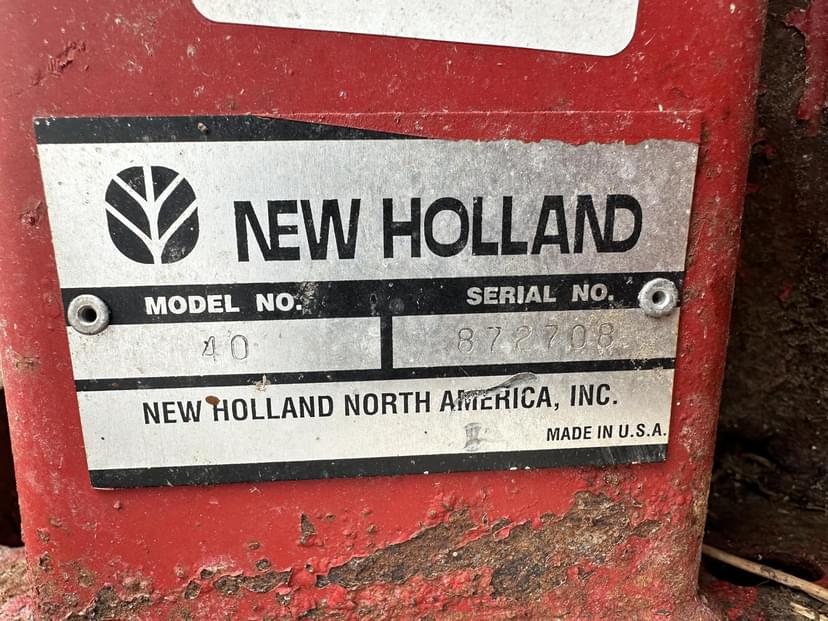 NEW HOLLAND
MODEL NO. SERIAL NO.
40 872708
NEW HOLLAND NORTH AMERICA, INC.
MADE IN U.S.A.